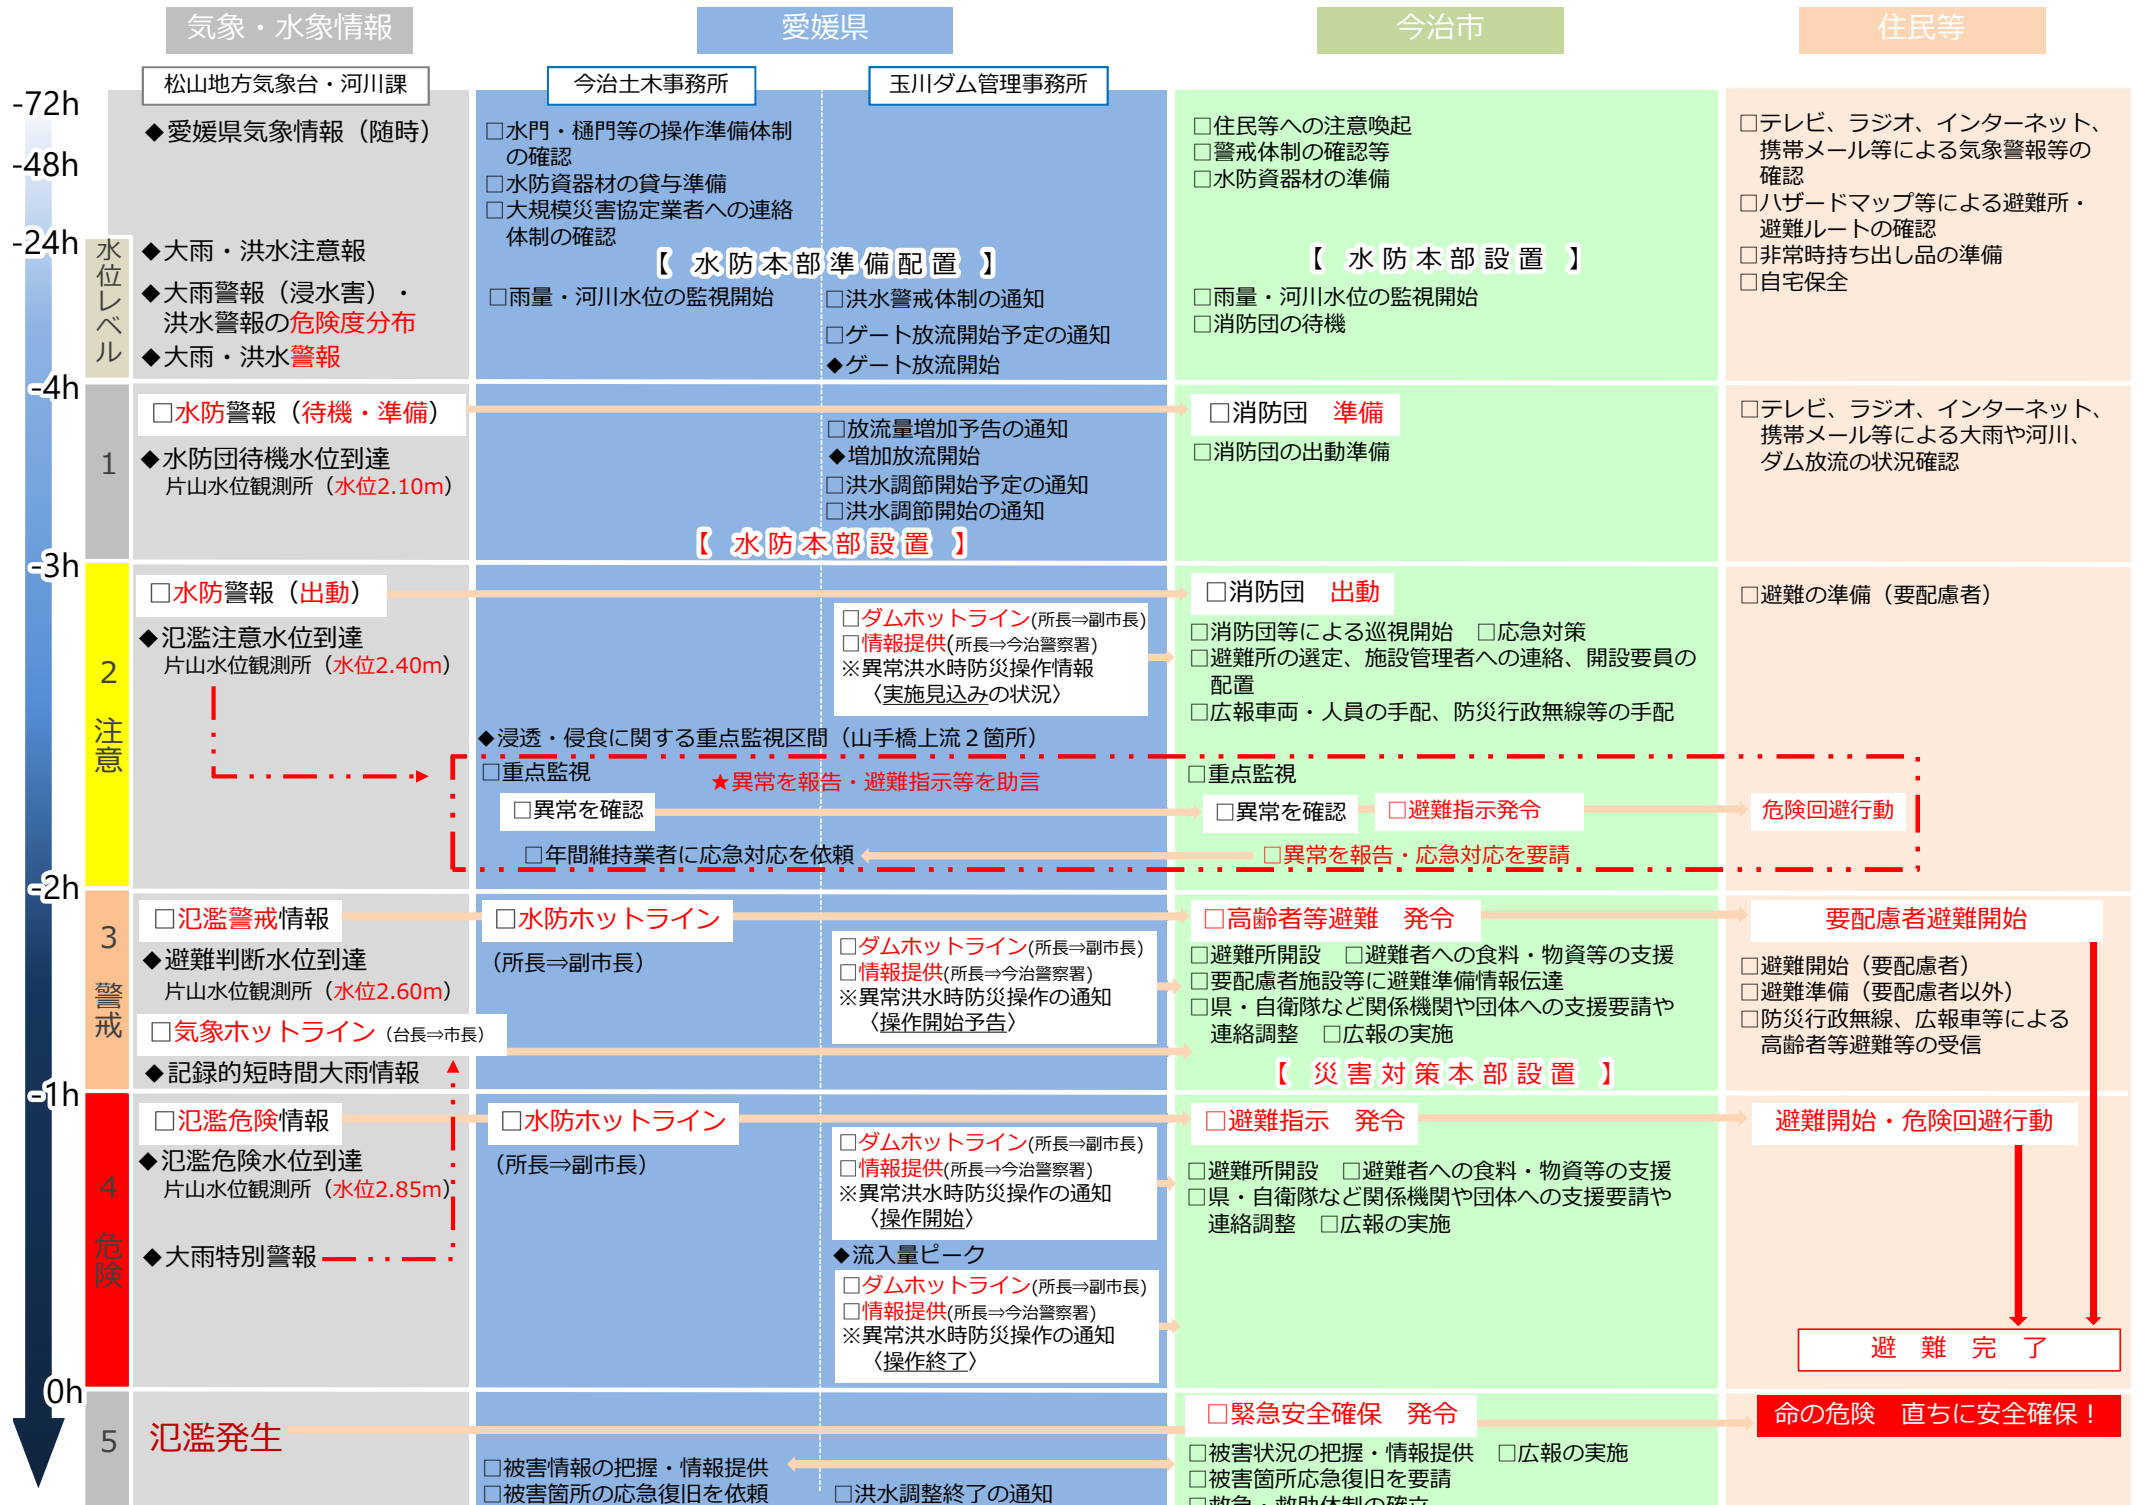 気象・水象情報
愛媛県
今治市
住民等
松山地方気象台・河川課
今治土木事務所
玉川ダム管理事務所
-72h
-48h
-24h
水位レベル
◆愛媛県気象情報（随時）
□水門・樋門等の操作準備体制
の確認
□水防資器材の貸与準備
□大規模災害協定業者への連絡
体制の確認
□住民等への注意喚起
□警戒体制の確認等
□水防資器材の準備
□テレビ、ラジオ、インターネット、
携帯メール等による気象警報等の
確認
□ハザードマップ等による避難所・
避難ルートの確認
□非常時持ち出し品の準備
□自宅保全
◆大雨・洪水注意報
◆大雨警報（浸水害）・
洪水警報の危険度分布
◆大雨・洪水警報
【 水防本部準備配置 】
□雨量・河川水位の監視開始
□洪水警戒体制の通知
□ゲート放流開始予定の通知
◆ゲート放流開始
【 水防本部設置 】
□雨量・河川水位の監視開始
□消防団の待機
-4h
1
□水防警報（待機・準備）
◆水防団待機水位到達
片山水位観測所（水位2.10m）
□放流量増加予告の通知
◆増加放流開始
□洪水調節開始予定の通知
□洪水調節開始の通知
【 水防本部設置 】
□消防団 準備
□消防団の出動準備
□テレビ、ラジオ、インターネット、
携帯メール等による大雨や河川、
ダム放流の状況確認
-3h
2
注意
□水防警報（出動）
◆氾濫注意水位到達
片山水位観測所（水位2.40m）
□ダムホットライン(所長⇒副市長)
□情報提供(所長⇒今治警察署)
※異常洪水時防災操作情報
〈実施見込みの状況〉
□消防団 出動
□消防団等による巡視開始 □応急対策
□避難所の選定、施設管理者への連絡、開設要員の
配置
□広報車両・人員の手配、防災行政無線等の手配
□避難の準備（要配慮者）
◆浸透・侵食に関する重点監視区間（山手橋上流２箇所）
□重点監視
★異常を報告・避難指示等を助言
□重点監視
□異常を確認
□異常を確認
□避難指示発令
危険回避行動
□年間維持業者に応急対応を依頼
□異常を報告・応急対応を要請
-2h
3
警戒
□氾濫警戒情報
◆避難判断水位到達
片山水位観測所（水位2.60m）
□気象ホットライン（台長⇒市長）
◆記録的短時間大雨情報
□水防ホットライン
（所長⇒副市長）
□ダムホットライン(所長⇒副市長)
□情報提供(所長⇒今治警察署)
※異常洪水時防災操作の通知
〈操作開始予告〉
□高齢者等避難 発令
□避難所開設 □避難者への食料・物資等の支援
□要配慮者施設等に避難準備情報伝達
□県・自衛隊など関係機関や団体への支援要請や
連絡調整 □広報の実施
【 災害対策本部設置 】
要配慮者避難開始
□避難開始（要配慮者）
□避難準備（要配慮者以外）
□防災行政無線、広報車等による
高齢者等避難等の受信
-1h
4
危険
□氾濫危険情報
◆氾濫危険水位到達
片山水位観測所（水位2.85m）
◆大雨特別警報
□水防ホットライン
（所長⇒副市長）
□ダムホットライン(所長⇒副市長)
□情報提供(所長⇒今治警察署)
※異常洪水時防災操作の通知
〈操作開始〉
◆流入量ピーク
□ダムホットライン(所長⇒副市長)
□情報提供(所長⇒今治警察署)
※異常洪水時防災操作の通知
〈操作終了〉
□避難指示 発令
□避難所開設 □避難者への食料・物資等の支援
□県・自衛隊など関係機関や団体への支援要請や
連絡調整 □広報の実施
避難開始・危険回避行動
避 難 完 了
0h
5
氾濫発生
□被害情報の把握・情報提供
□被害箇所の応急復旧を依頼
□洪水調整終了の通知
□緊急安全確保 発令
□被害状況の把握・情報提供 □広報の実施
□被害箇所応急復旧を要請
□救急・救助体制の確立
命の危険 直ちに安全確保！